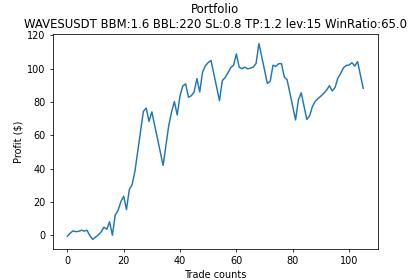 Portfolio
WAVESUSDT BBM:1.6 BBL:220 SL:0.8 TP:1.2 lev:15 WinRatio:65.0
120
100
80
60
40
20
0
Profit ($)
0 20 40 60 80 100
Trade counts